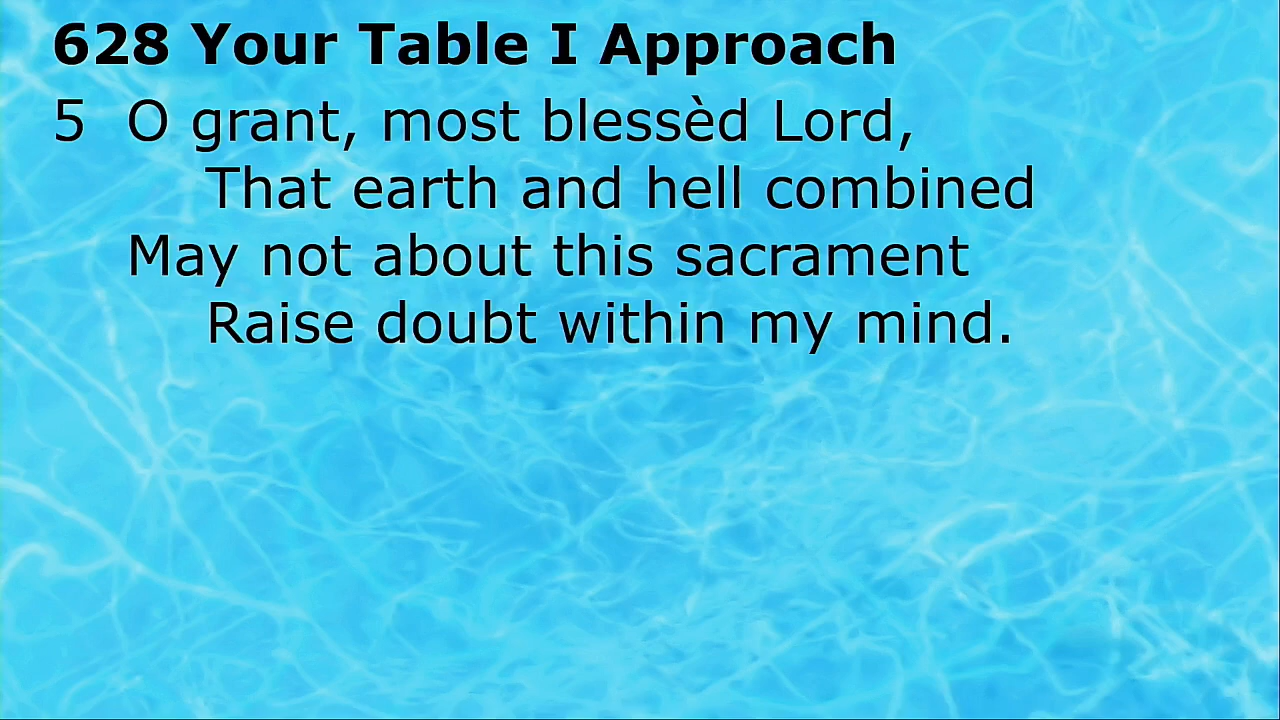 628 Your Table I Approach
5 O grant, most blessèd Lord,
That earth and hell combined
May not about this sacrament
Raise doubt within my mind.